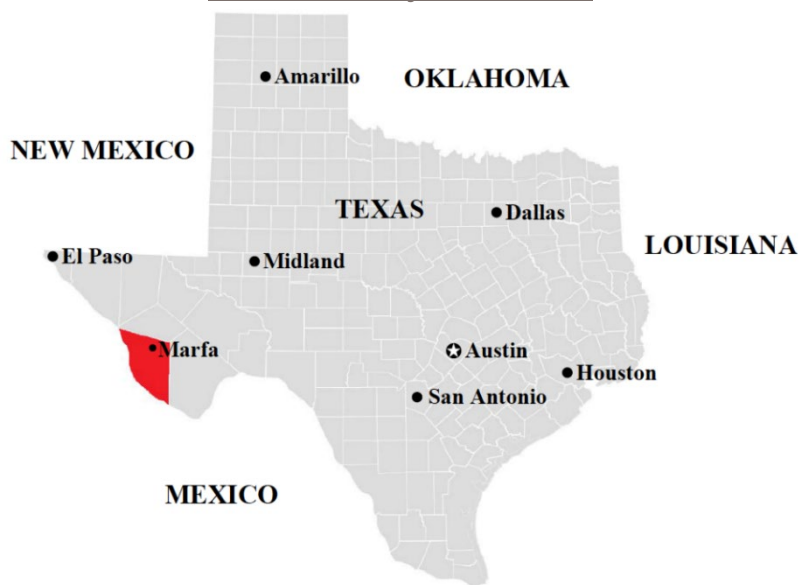 Amarillo
OKLAHOMA
NEW MEXICO
TEXAS
Dallas
LOUISIANA
El Paso
Midland
Marfa
Austin
Houston
San Antonio
MEXICO